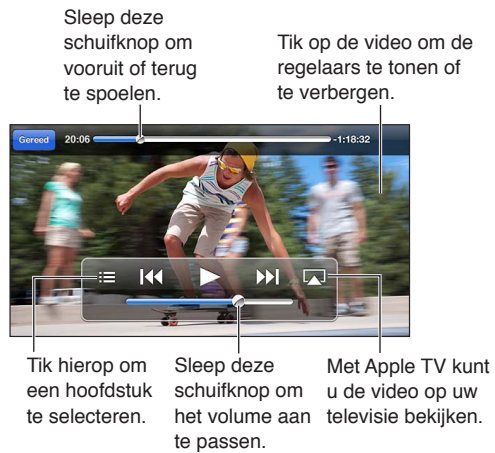 Sleep deze
schuifknop om
vooruit of terug
te spoelen.
Tik op de video om de
regelaars te tonen of
te verbergen.
Gereed 20:06 -1:18:32
Tik hierop om
een hoofdstuk
te selecteren.
Sleep deze
schuifknop om
het volume aan
te passen.
Met Apple TV kunt
u de video op uw
televisie bekijken.